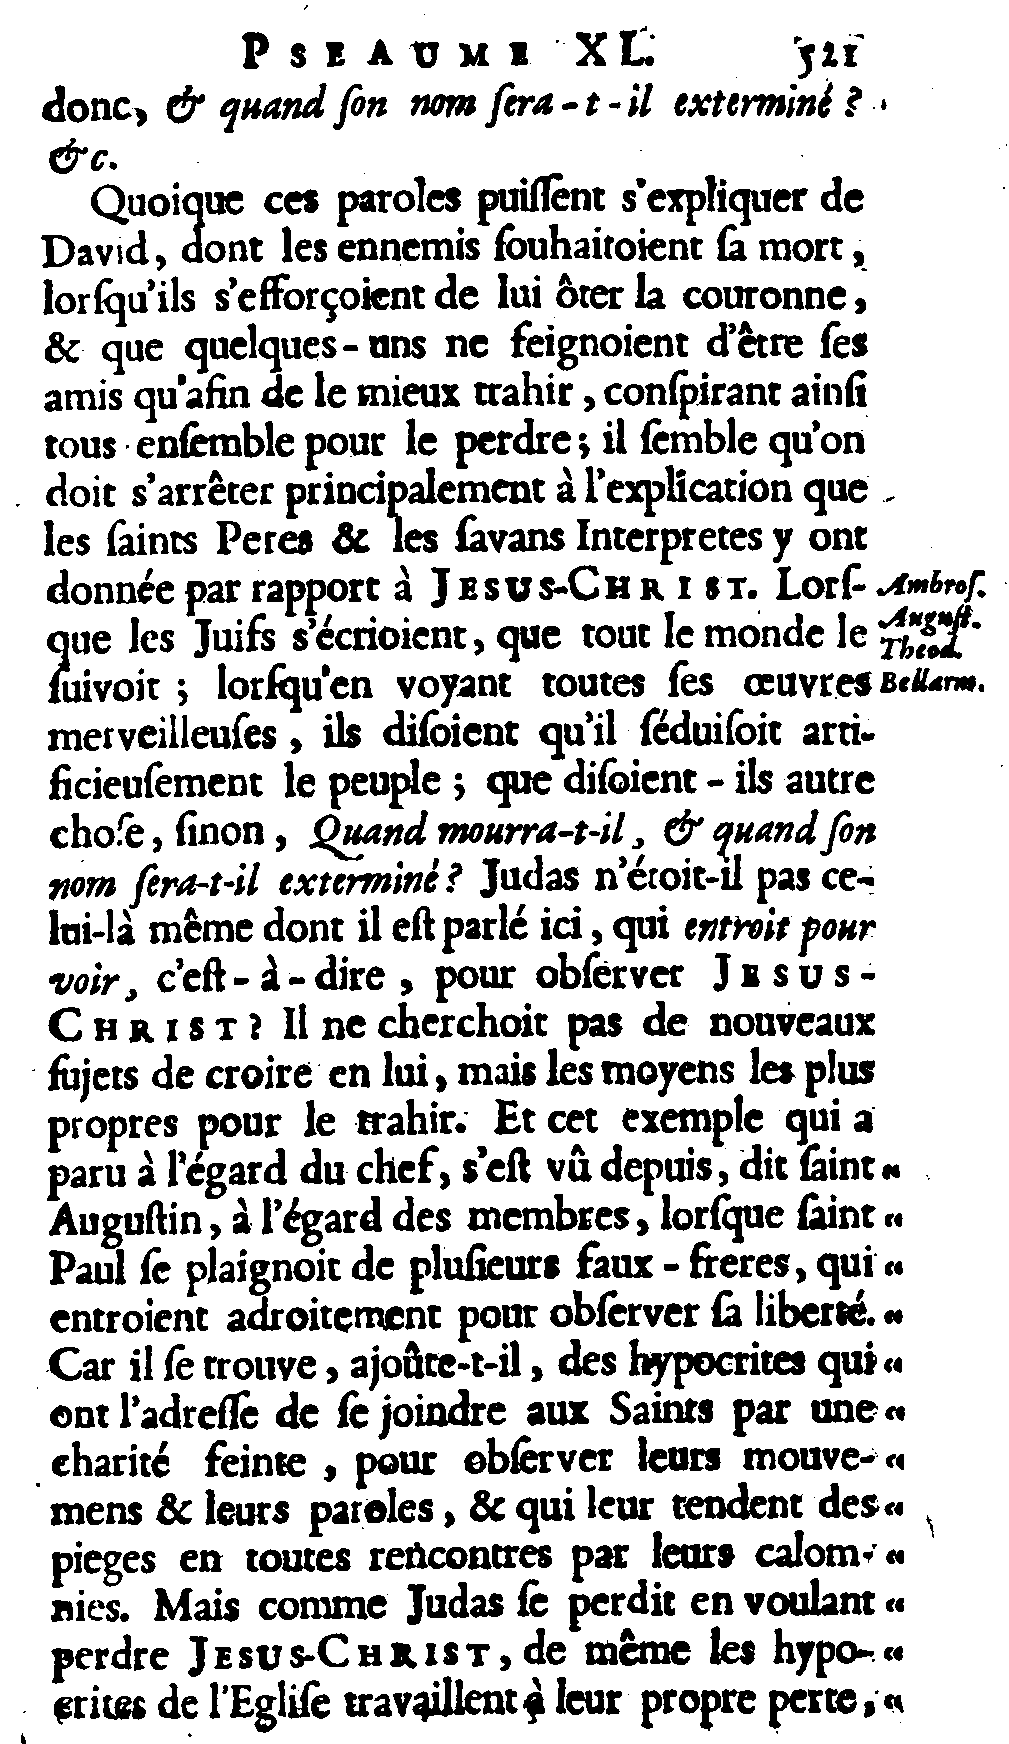 PSEAUME XL. 521
donc, & quand ſon nom ſera-t-il exterminé ?
&c.
Quoique ces paroles puiſſent s'expliquer de
David, dont les ennemis ſouhaitoient ſa mort,
lorſqu'ils s'efforçoient de lui ôter la couronne,
& que quelques-uns ne feignoient d'être ſes
amis qu'afin de le mieux trahir, conſpirant ainſi
tous enſemble pour le perdre; il ſemble qu'on
doit s'arrêter principalement à l'explication que
les ſaints Peres & les ſavans Interpretes y ont
donnée par rapport à JESUS-CHRIST. Lorſ- Ambroſ.
que les Juifs s'écrioient, que tout le monde le Auguſt.
Theod.
ſuivoit ; lorſqu'en voyant toutes ſes œuvres Bellarm.
merveilleuſes, ils diſoient qu'il ſéduiſoit arti-
ficieuſement le peuple ; que diſoient-ils autre
choſe, ſinon, Quand mourra-t-il, & quand ſon
nom ſera-t-il exterminé? Judas n'étoit-il pas ce-
lui-là même dont il eſt parlé ici, qui entroit pour
voir, c'eſt-à-dire, pour obſerver JESUS-
CHRIST? Il ne cherchoit pas de nouveaux
ſujets de croire en lui, mais les moyens les plus
propres pour le trahir. Et cet exemple qui a
paru à l'égard du chef, s'eſt vû depuis, dit ſaint “
Auguſtin, à l'égard des membres, lorſque ſaint “
Paul ſe plaignoit de pluſieurs faux-freres, qui “
entroient adroitement pour obſerver ſa liberté. “
Car il ſe trouve, ajoûte-t-il, des hypocrites qui “
ont l'adreſſe de ſe joindre aux Saints par une “
charité feinte, pour obſerver leurs mouve- “
mens & leurs paroles, & qui leur tendent des “
pieges en toutes rencontres par leurs calom- “
nies. Mais comme Judas ſe perdit en voulant “
perdre JESUS-CHRIST, de même les hypo- “
crites de l'Egliſe travaillent à leur propre perte, “